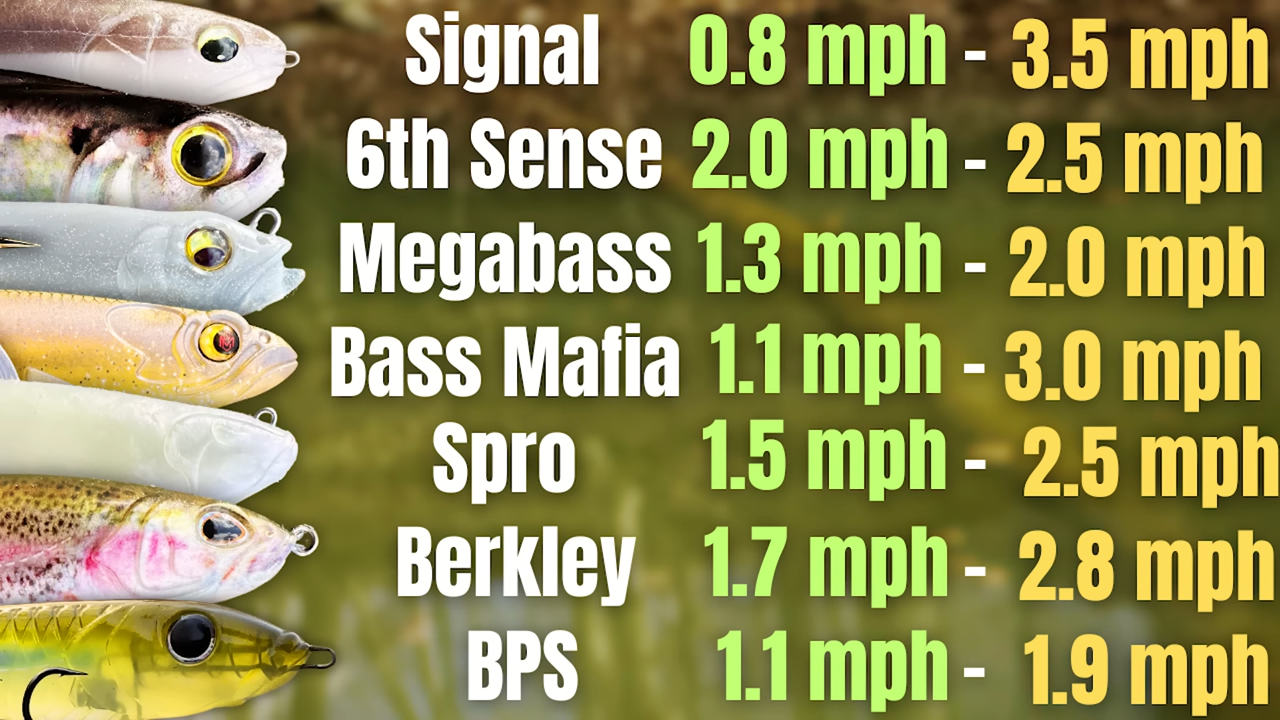 Signal 0.8 mph - 3.5 mph
6th Sense 2.0 mph - 2.5 mph
Megabass 1.3 mph - 2.0 mph
Bass Mafia 1.1 mph - 3.0 mph
Spro 1.5 mph - 2.5 mph
Berkley 1.7 mph - 2.8 mph
BPS 1.1 mph - 1.9 mph